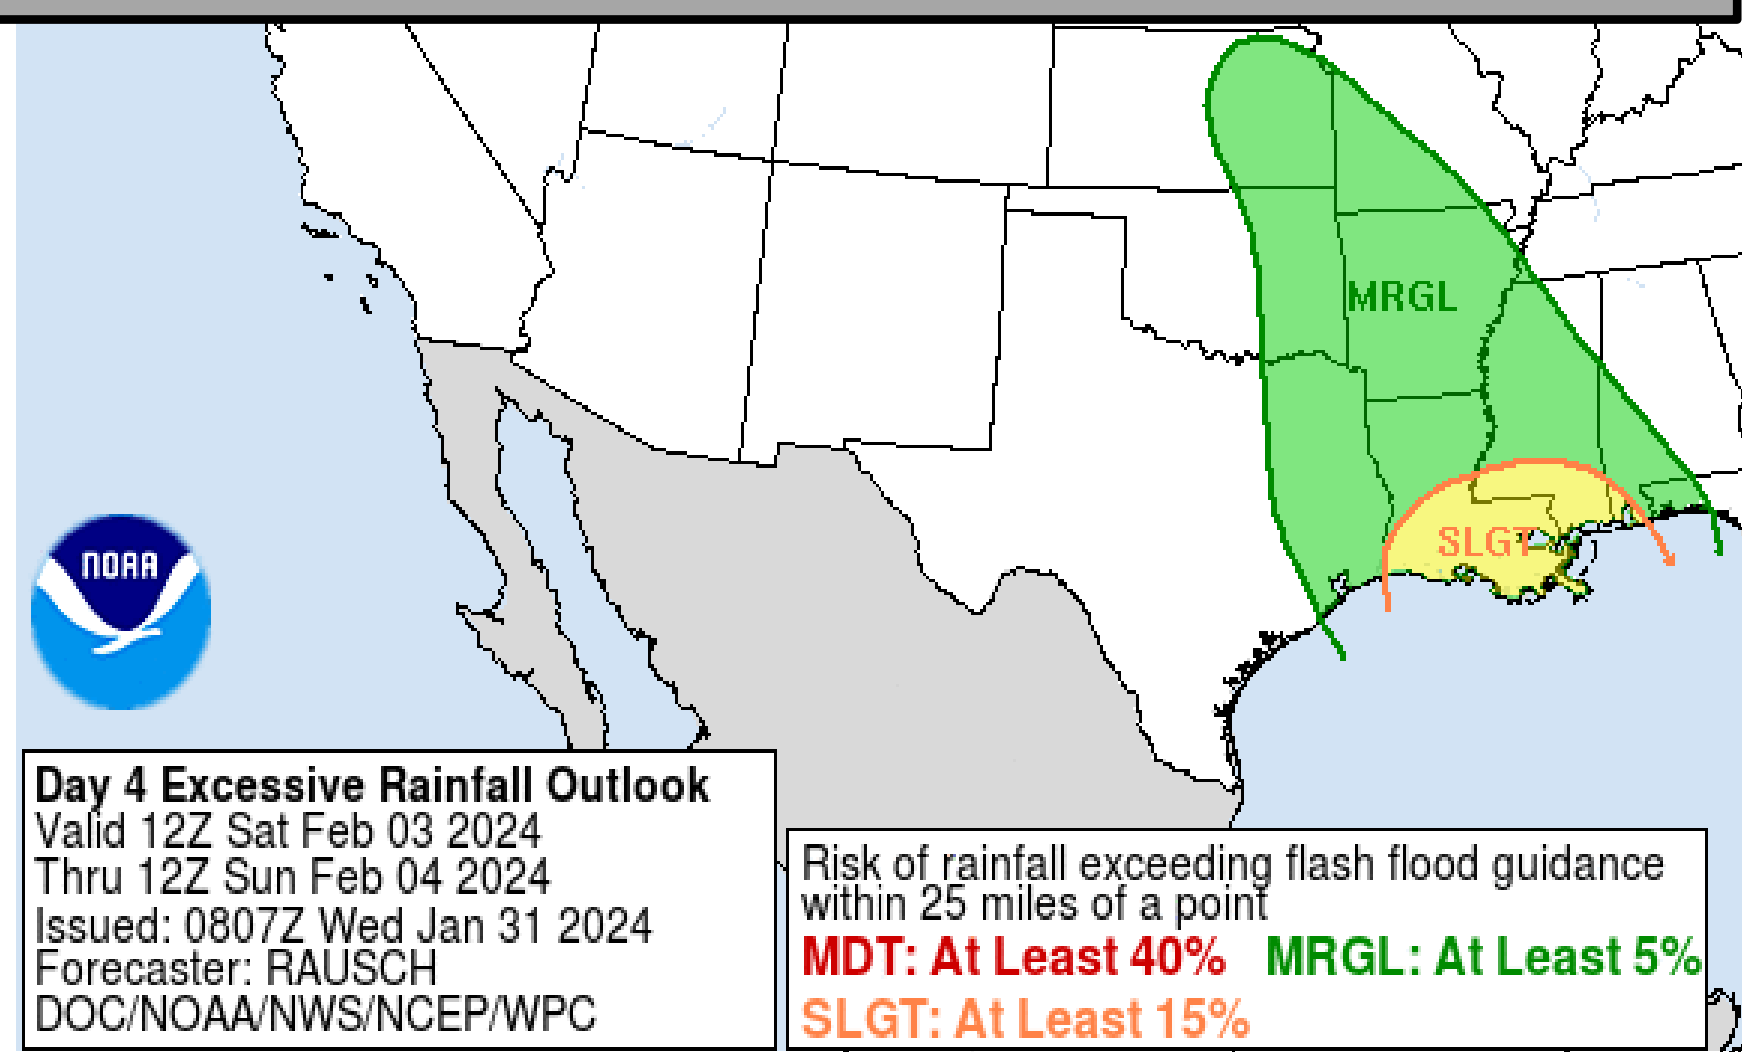 MRGL
SLGT
NOAA
Day 4 Excessive Rainfall Outlook
Valid 12Z Sat Feb 03 2024
Thru 12Z Sun Feb 04 2024
Issued: 0807Z Wed Jan 31 2024
Forecaster: RAUSCH
DOC/NOAA/NWS/NCEP/WPC
Risk of rainfall exceeding flash flood guidance
within 25 miles of a point
MDT: At Least 40% MRGL: At Least 5%
SLGT: At Least 15%